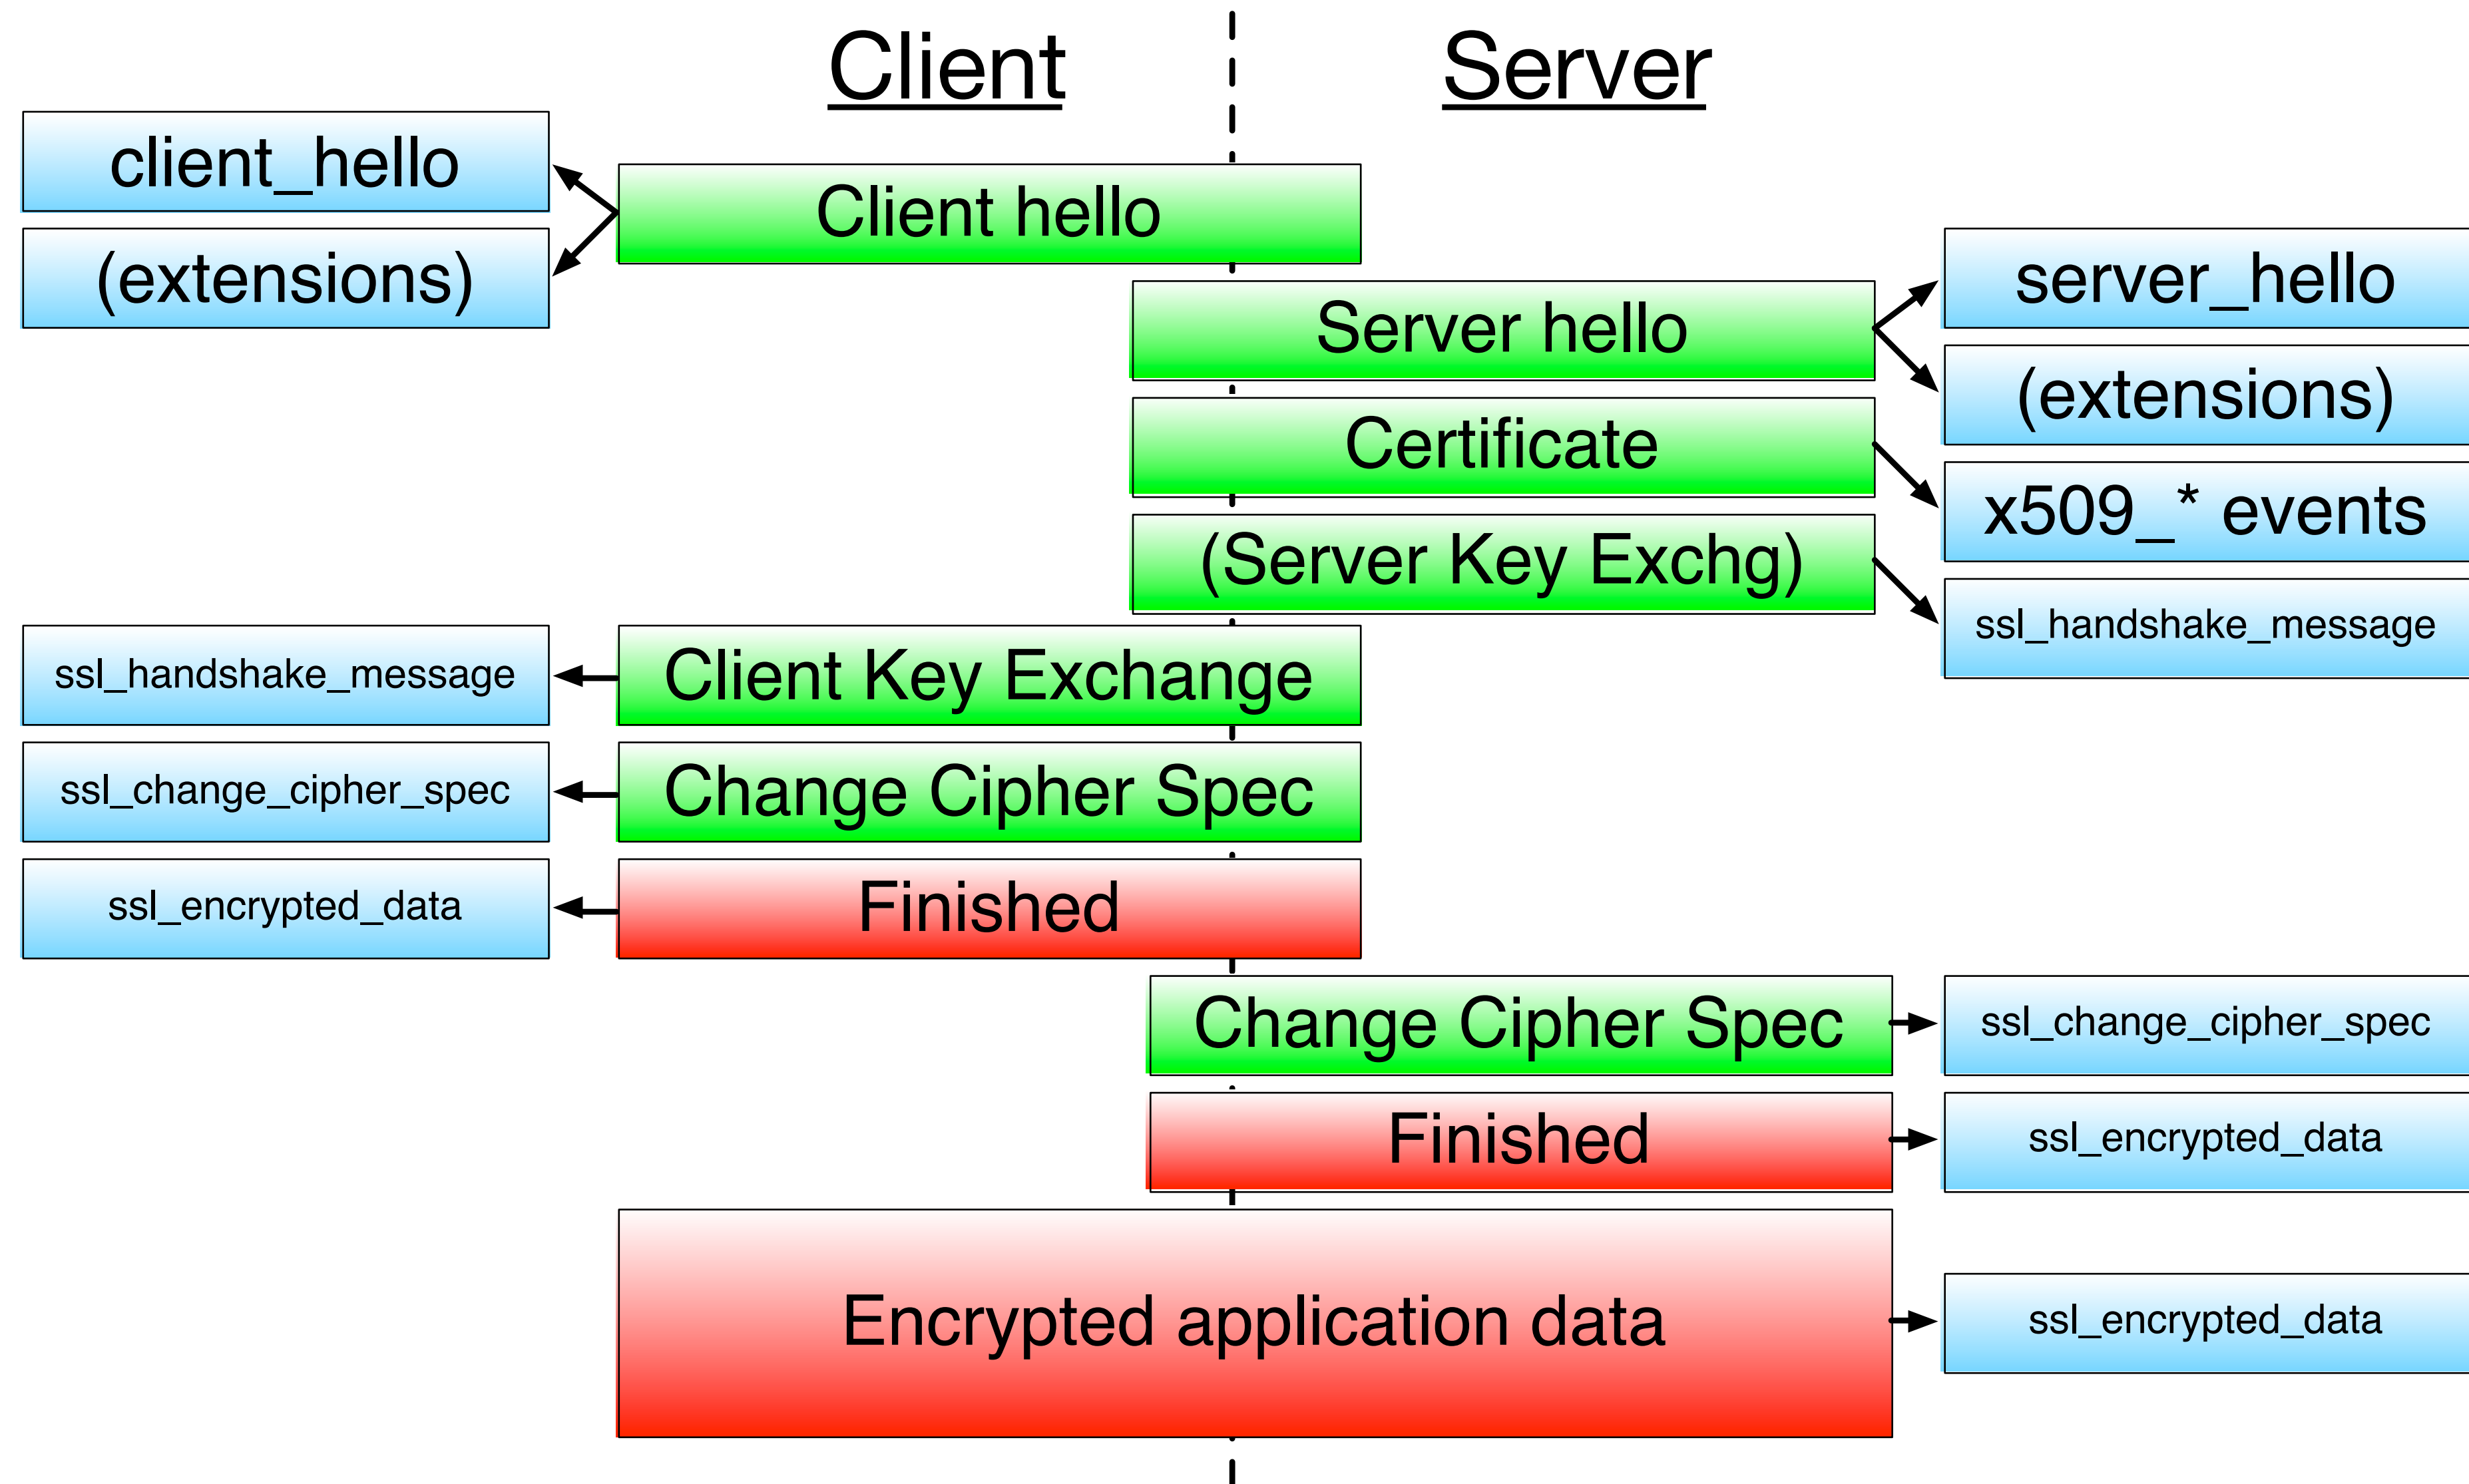 Client
Server
client_hello
Client hello
(extensions)
Server hello
server_hello
(extensions)
Certificate
x509_* events
(Server Key Exchg)
ssl_handshake_message
ssl_handshake_message
Client Key Exchange
ssl_change_cipher_spec
Change Cipher Spec
ssl_encrypted_data
Finished
Change Cipher Spec
ssl_change_cipher_spec
Finished
ssl_encrypted_data
Encrypted application data
ssl_encrypted_data